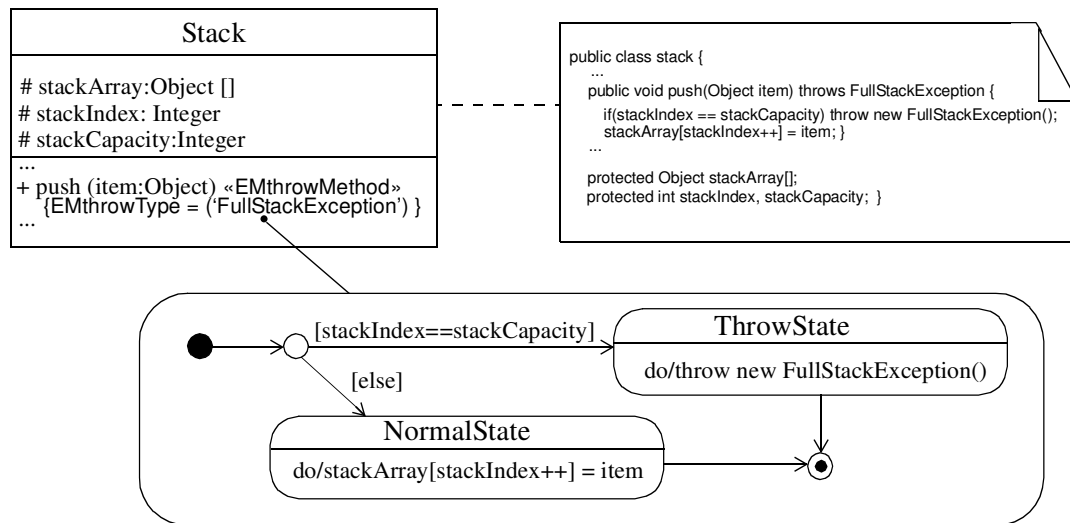 Stack
# stackArray:Object []
# stackIndex: Integer
# stackCapacity:Integer
...
+ push (item:Object) «EMthrowMethod»
{EMthrowType = (‘FullStackException’) }
...
public class stack {
...
public void push(Object item) throws FullStackException {
if(stackIndex == stackCapacity) throw new FullStackException();
stackArray[stackIndex++] = item; }
...
protected Object stackArray[];
protected int stackIndex, stackCapacity; }
[stackIndex==stackCapacity]
ThrowState
do/throw new FullStackException()
[else]
NormalState
do/stackArray[stackIndex++] = item